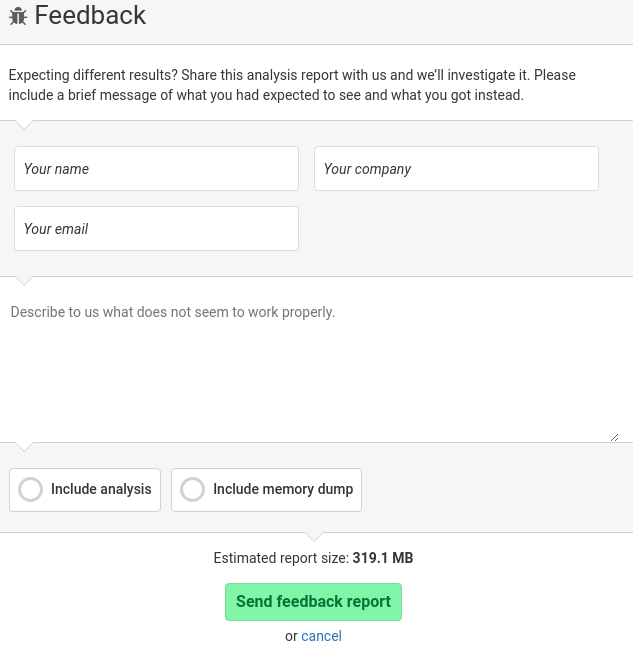 Feedback
Expecting different results? Share this analysis report with us and we’ll investigate it. Please
include a brief message of what you had expected to see and what you got instead.
Your name
Your company
Your email
Describe to us what does not seem to work properly.
Include analysis
Include memory dump
Estimated report size: 319.1 MB
Send feedback report
or cancel